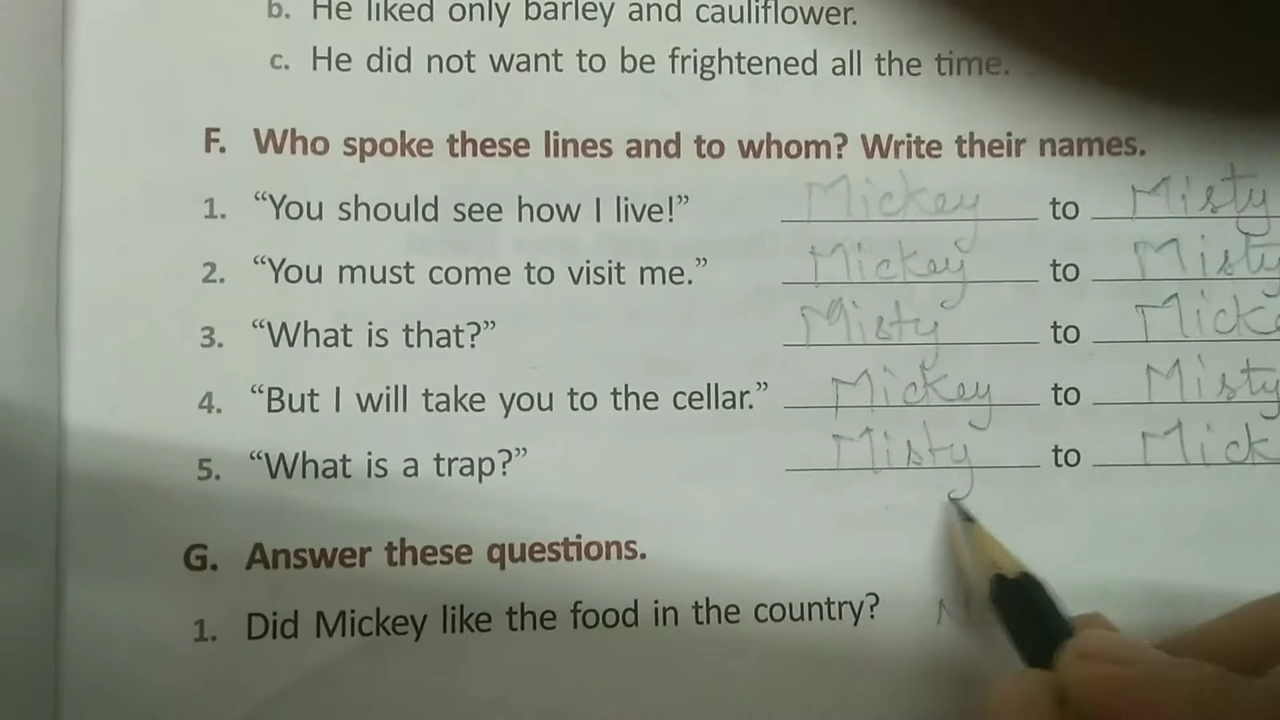 b. He liked only barley and cauliflower.
c. He did not want to be frightened all the time.
F. Who spoke these lines and to whom? Write their names.
1. “You should see how I live!” Mickey to Misty
2. “You must come to visit me.” Mickey to Misty
3. “What is that?” Misty to Micke
4. “But I will take you to the cellar.” Mickey to Misty
5. “What is a trap?” Misty to Mick
G. Answer these questions.
1. Did Mickey like the food in the country?